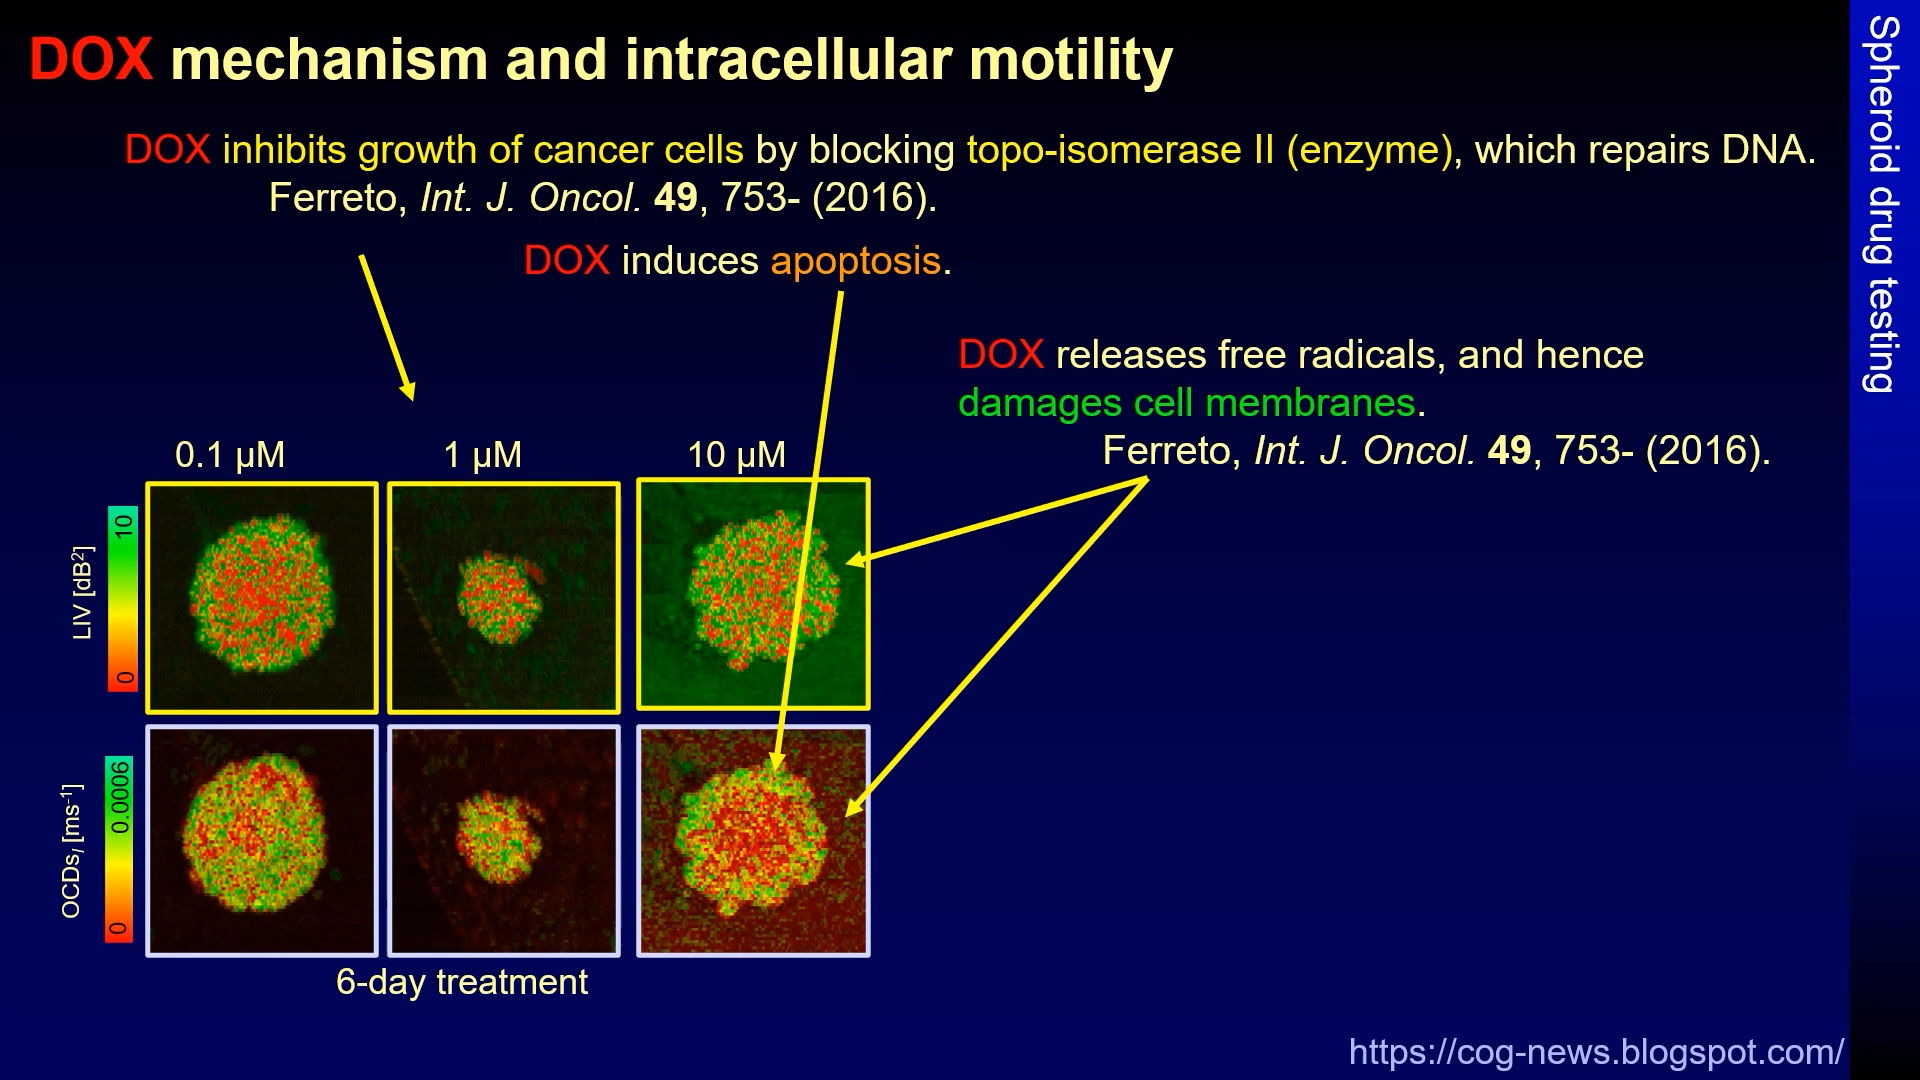 DOX mechanism and intracellular motility
DOX inhibits growth of cancer cells by blocking topo-isomerase II (enzyme), which repairs DNA.
Ferreto, Int. J. Oncol. 49, 753- (2016).
DOX induces apoptosis.
DOX releases free radicals, and hence
damages cell membranes.
Ferreto, Int. J. Oncol. 49, 753- (2016).
0.1 µM
1 µM
10 µM
LIV [dB²]
10
0
OCDsₗ [ms⁻¹]
0.0006
0
6-day treatment
Spheroid drug testing
https://cog-news.blogspot.com/